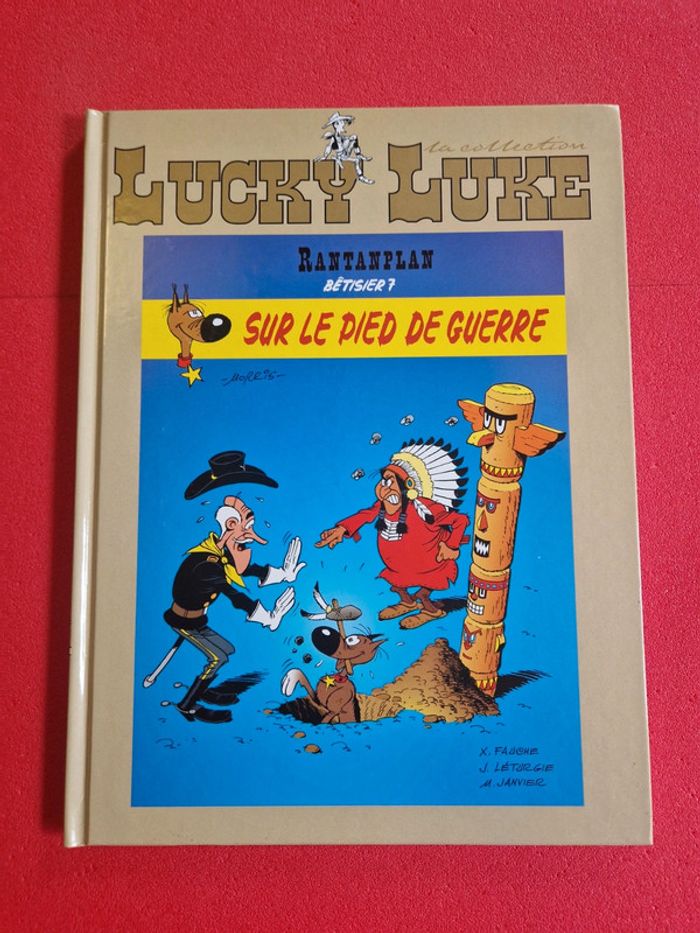 la collection
LUCKY LUKE
RANTANPLAN
BÊTISIER 7
SUR LE PIED DE GUERRE
-MORRIS-
X. FAUCHE
J. LÉTURGIE
M. JANVIER